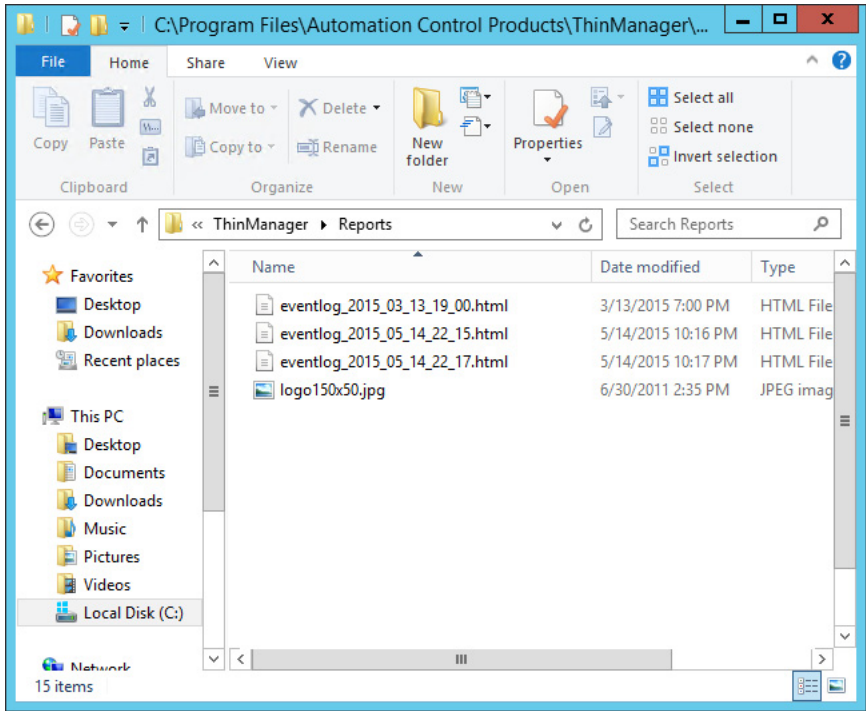 C:\Program Files\Automation Control Products\ThinManager\...
File Home Share View
Copy
Paste
W...
Move to
Copy to
Delete
Rename
New folder
Properties
Select all
Select none
Invert selection
Clipboard Organize New Open Select
« ThinManager Reports
Search Reports
Name Date modified Type
eventlog_2015_03_13_19_00.html 3/13/2015 7:00 PM HTML File
eventlog_2015_05_14_22_15.html 5/14/2015 10:16 PM HTML File
eventlog_2015_05_14_22_17.html 5/14/2015 10:17 PM HTML File
logo150x50.jpg 6/30/2011 2:35 PM JPEG imag
Favorites
Desktop
Downloads
Recent places
This PC
Desktop
Documents
Downloads
Music
Pictures
Videos
Local Disk (C:)
Network
15 items